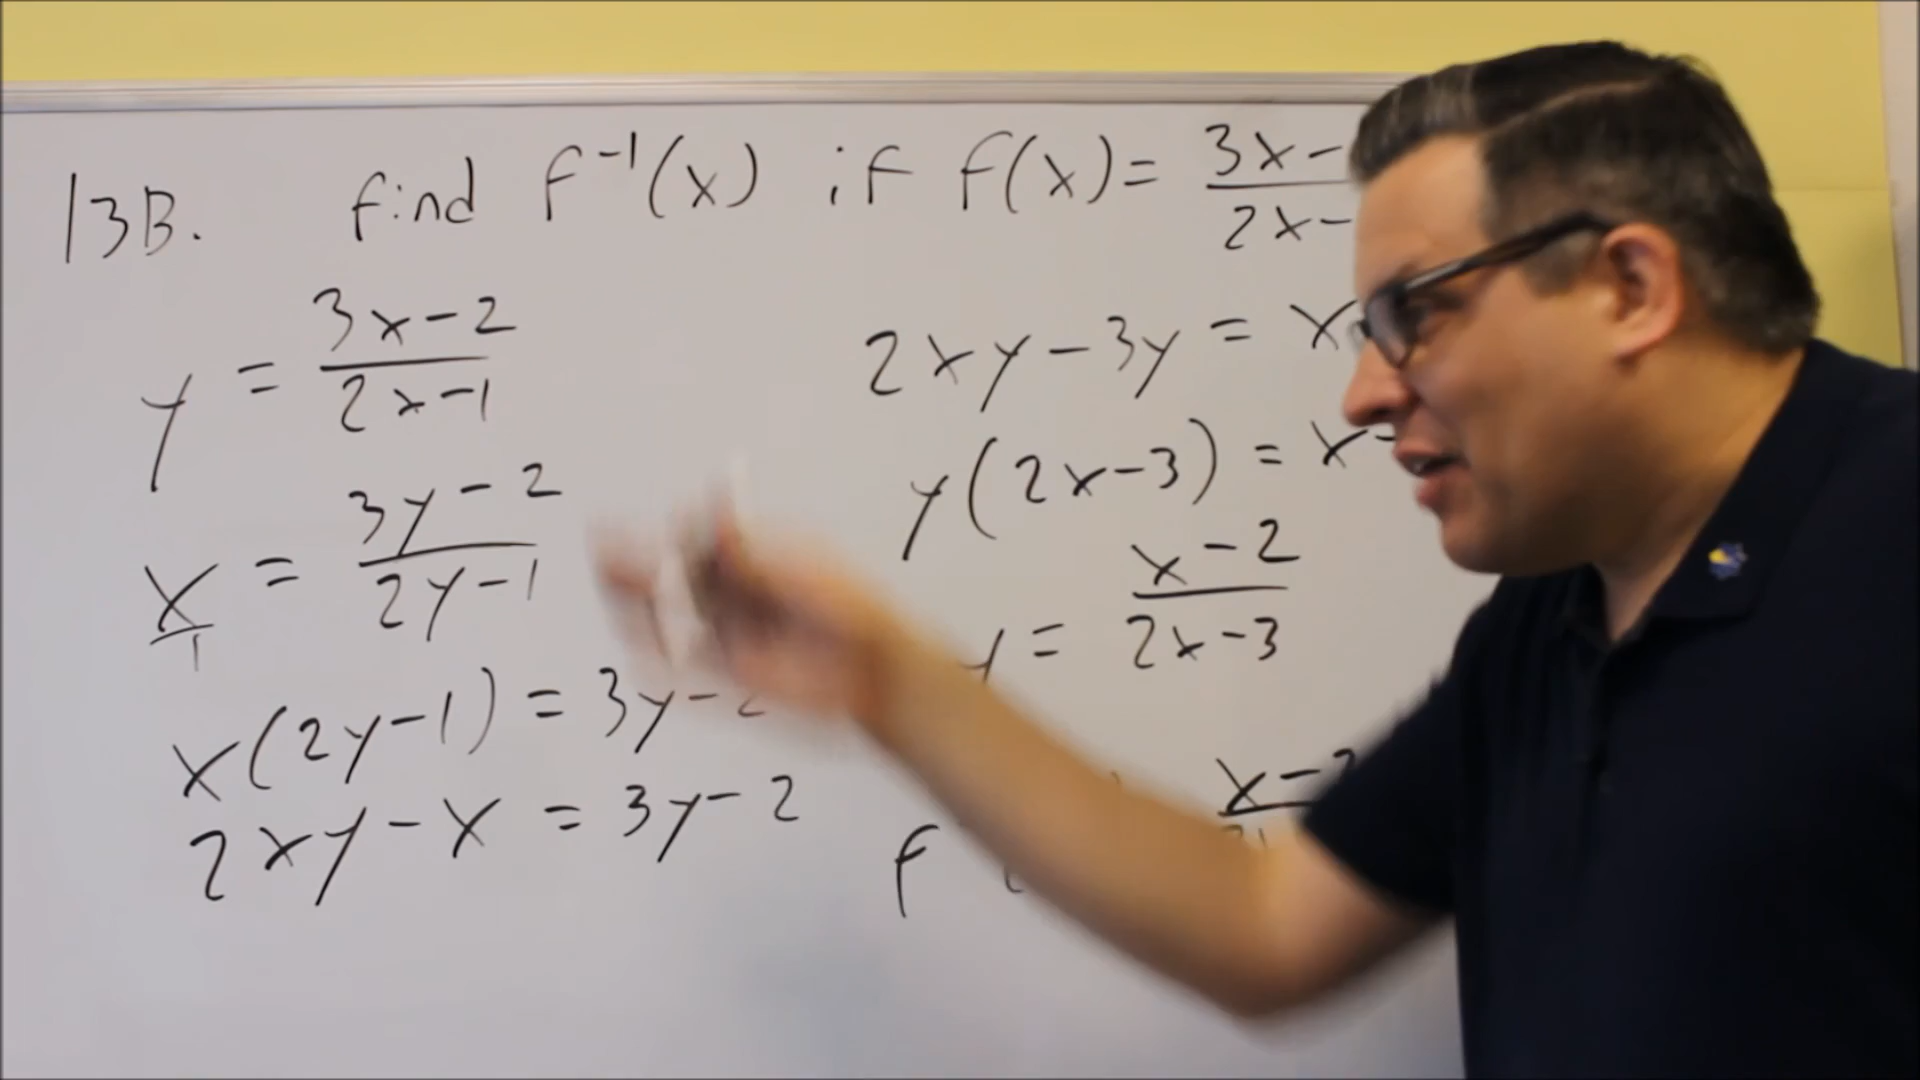 13B. find f⁻¹(x) if f(x) = (3x-)/(2x-)
y = (3x-2)/(2x-1)
x/1 = (3y-2)/(2y-1)
x(2y-1) = 3y-2
2xy-x = 3y-2
2xy-3y = x
y(2x-3) = x-
y = (x-2)/(2x-3)
f
x-2